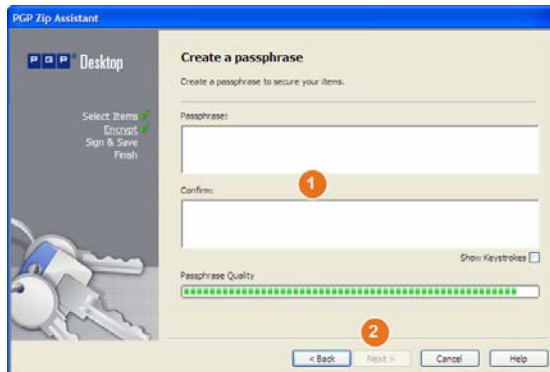 PGP Zip Assistant
PGP Desktop
Select Items
Encrypt
Sign & Save
Finish
Create a passphrase
Create a passphrase to secure your items.
Passphrase:
1
Confirm:
Show Keystrokes
Passphrase Quality
2
< Back
Next >
Cancel
Help